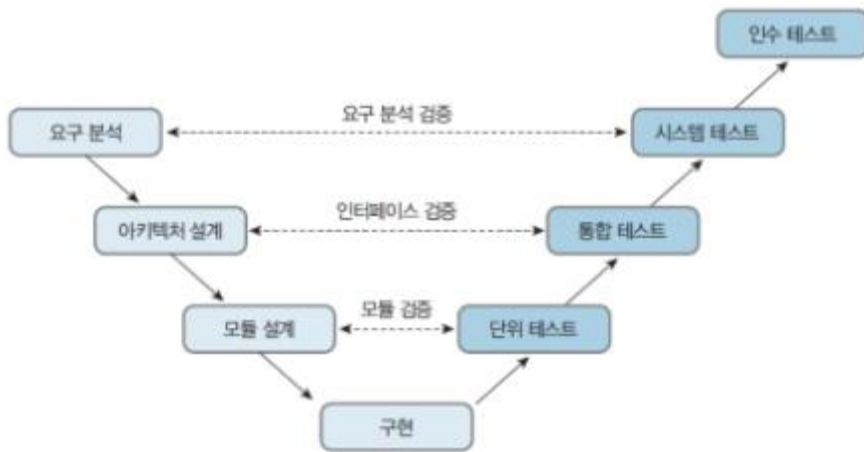 인수 테스트
요구 분석 검증
요구 분석
시스템 테스트
인터페이스 검증
아키텍처 설계
통합 테스트
모듈 검증
모듈 설계
단위 테스트
구현